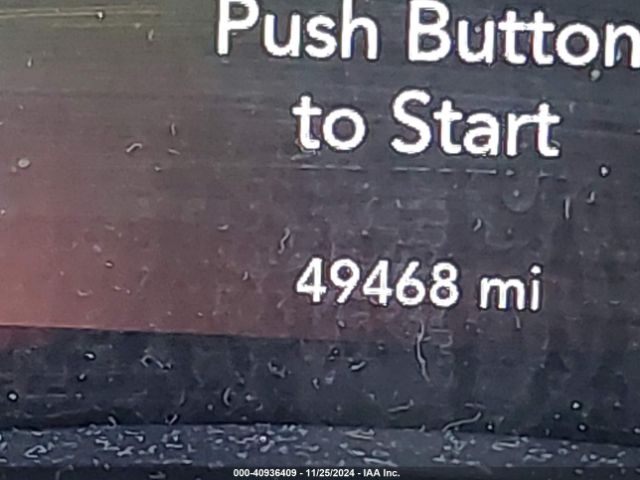 Push Button
to Start
49468 mi
000-40936409 - 11/25/2024 - IAA Inc.